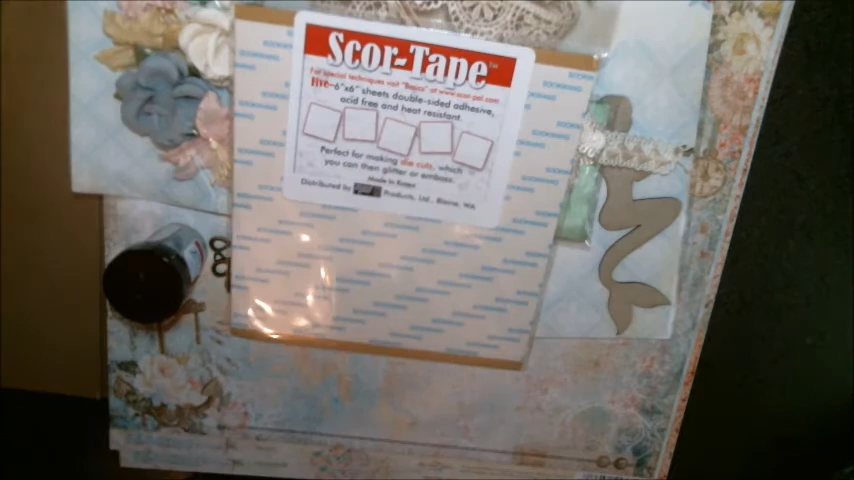 Scor-Tape™
For special techniques visit "Basics" at www.scor-pal.com
Five-6"x6" sheets double-sided adhesive,
acid free and heat resistant.
Perfect for making die cuts, which
you can then glitter or emboss.
Made in Korea
Distributed by Products, Ltd., Blaine, WA